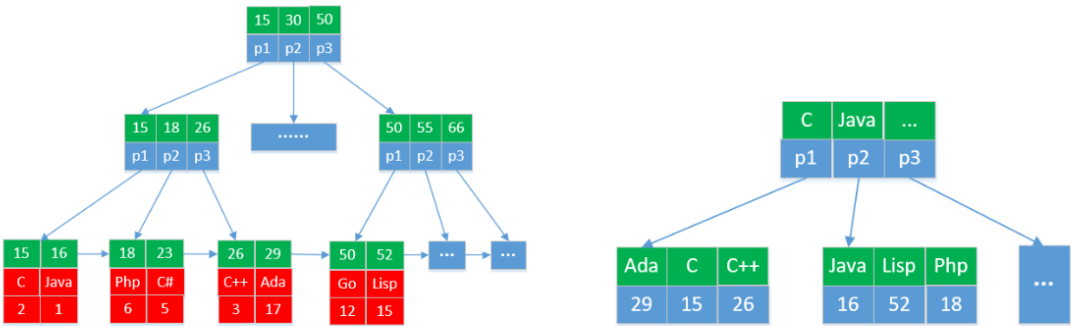 15 30 50
p1 p2 p3
15 18 26
p1 p2 p3
......
50 55 66
p1 p2 p3
15 16
C Java
2 1
18 23
Php C#
6 5
26 29
C++ Ada
3 17
50 52
Go Lisp
12 15
...
...
C Java ...
p1 p2 p3
Ada C C++
29 15 26
Java Lisp Php
16 52 18
...